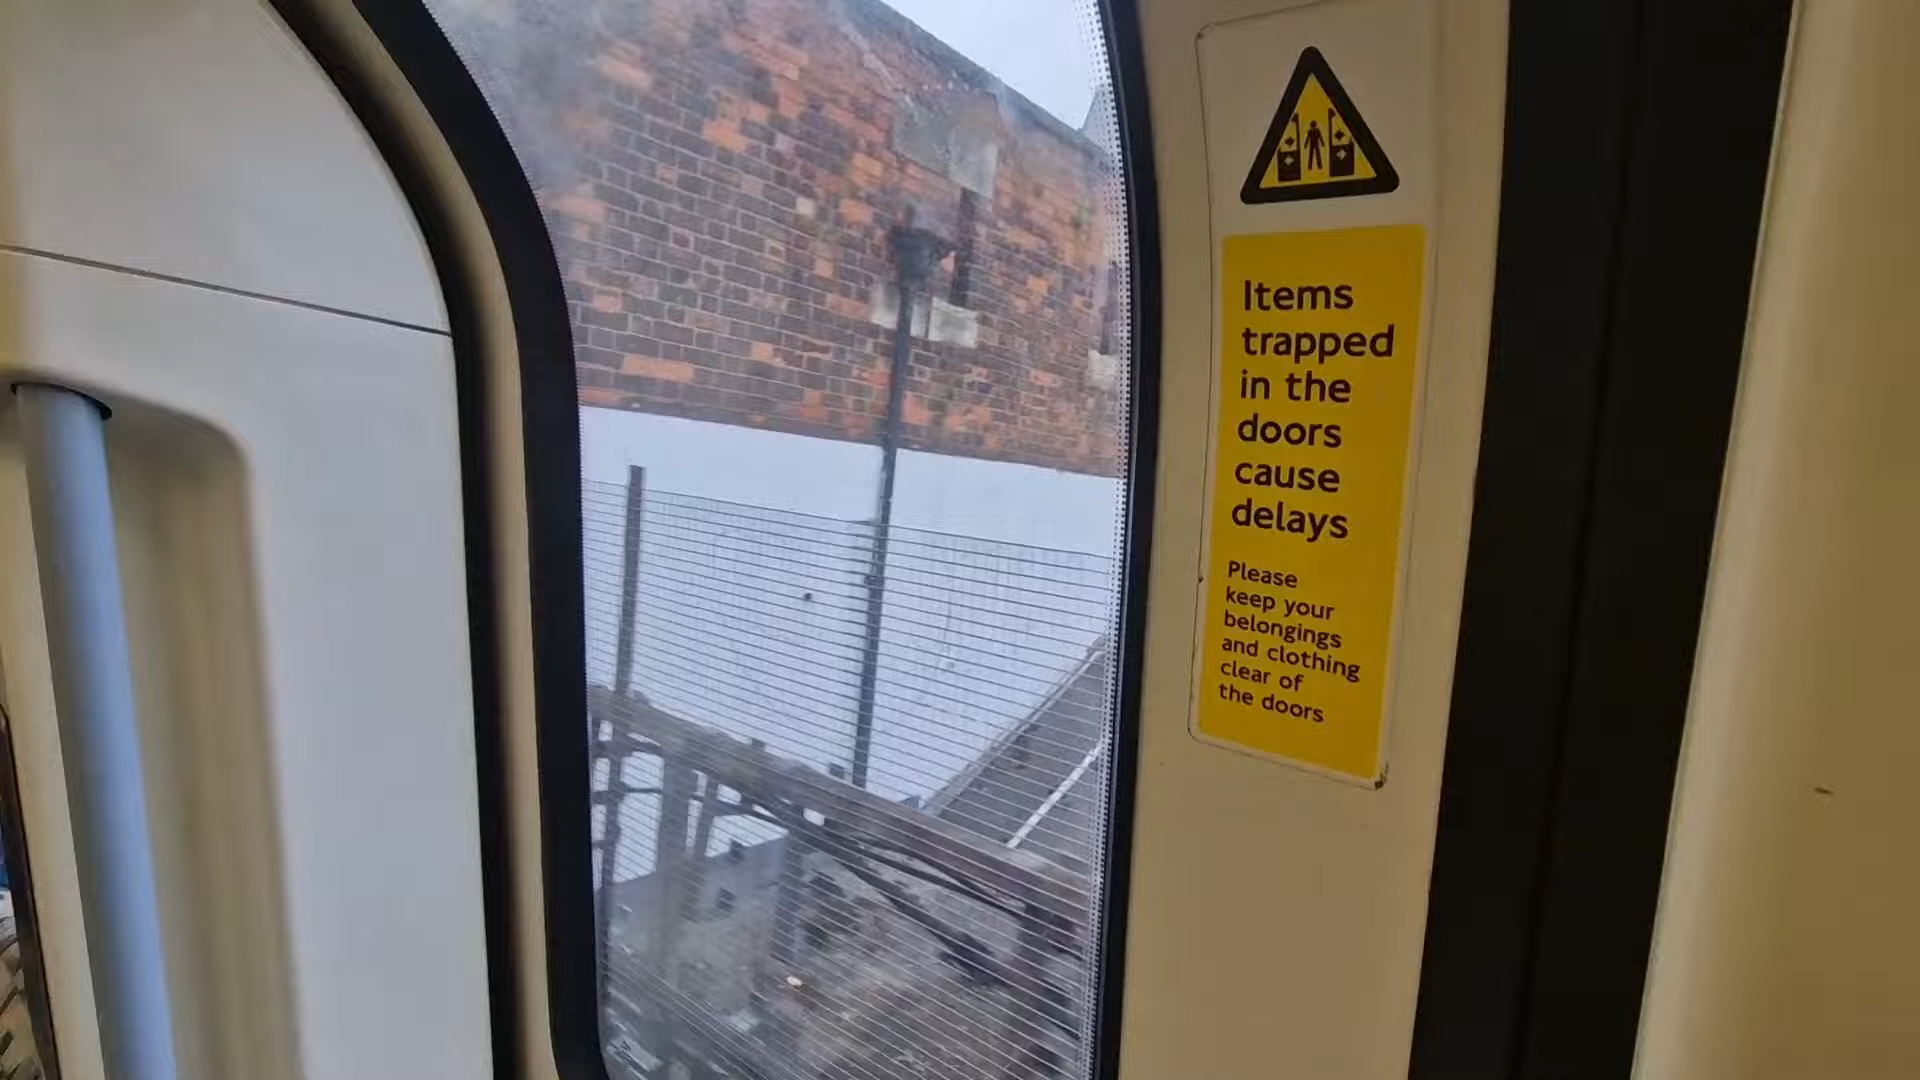 Items
trapped
in the
doors
cause
delays
Please
keep your
belongings
and clothing
clear of
the doors